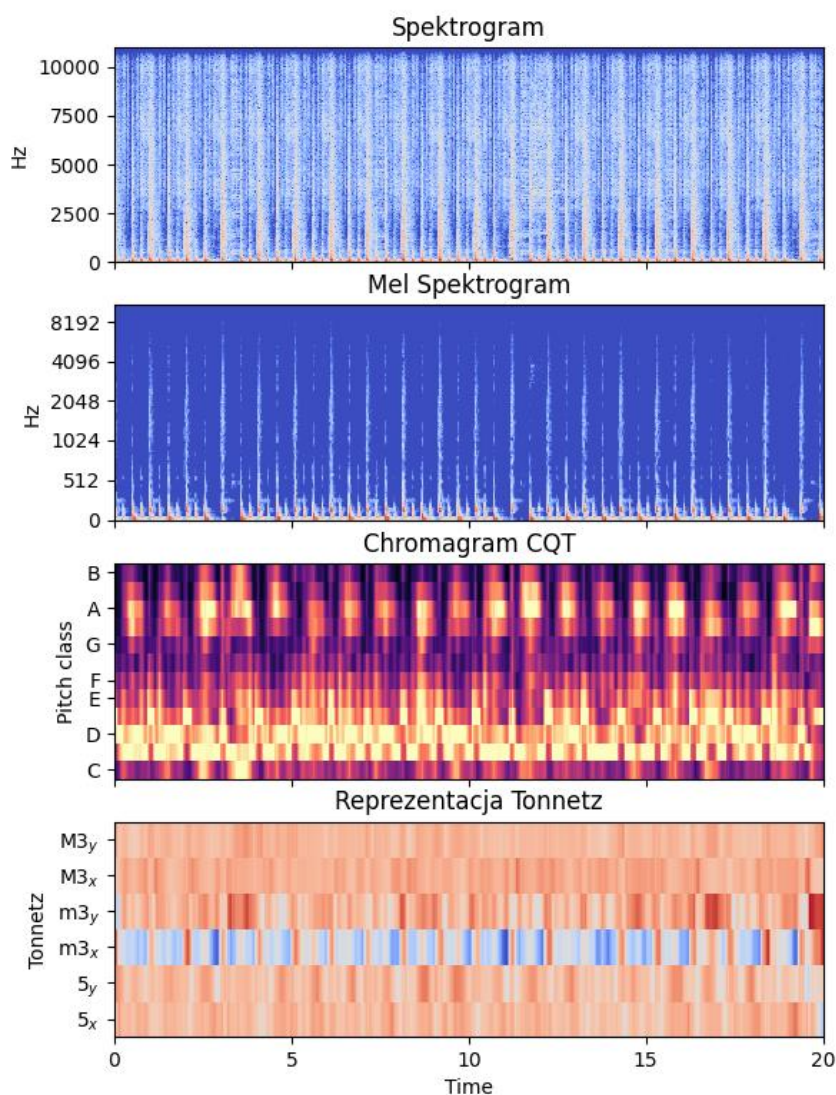 Spektrogram
10000
7500
5000
2500
0
Hz
Mel Spektrogram
8192
4096
2048
1024
512
0
Hz
Chromagram CQT
B
A
G
F
E
D
C
Pitch class
Reprezentacja Tonnetz
M3y
M3x
m3y
m3x
5y
5x
Tonnetz
0 5 10 15 20
Time